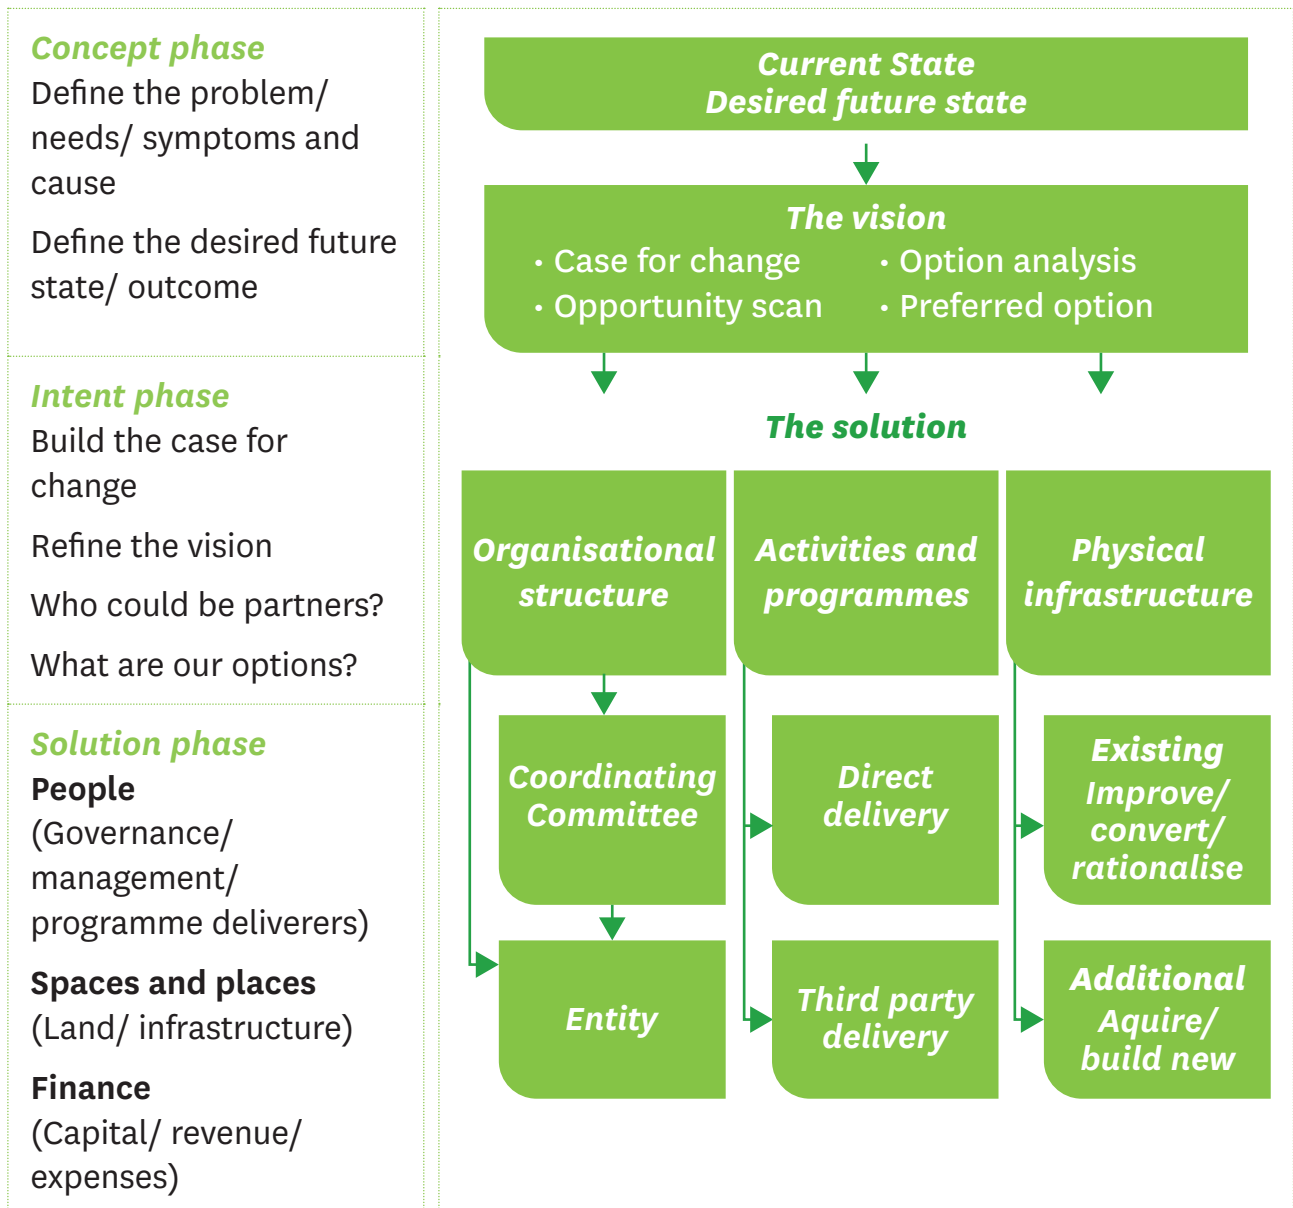 Concept phase
Define the problem/
needs/ symptoms and
cause
Define the desired future
state/ outcome
Intent phase
Build the case for
change
Refine the vision
Who could be partners?
What are our options?
Solution phase
People
(Governance/
management/
programme deliverers)
Spaces and places
(Land/ infrastructure)
Finance
(Capital/ revenue/
expenses)
Current State
Desired future state
The vision
• Case for change
• Opportunity scan
• Option analysis
• Preferred option
The solution
Organisational
structure
Activities and
programmes
Physical
infrastructure
Coordinating
Committee
Direct
delivery
Existing
Improve/
convert/
rationalise
Entity
Third party
delivery
Additional
Aquire/
build new